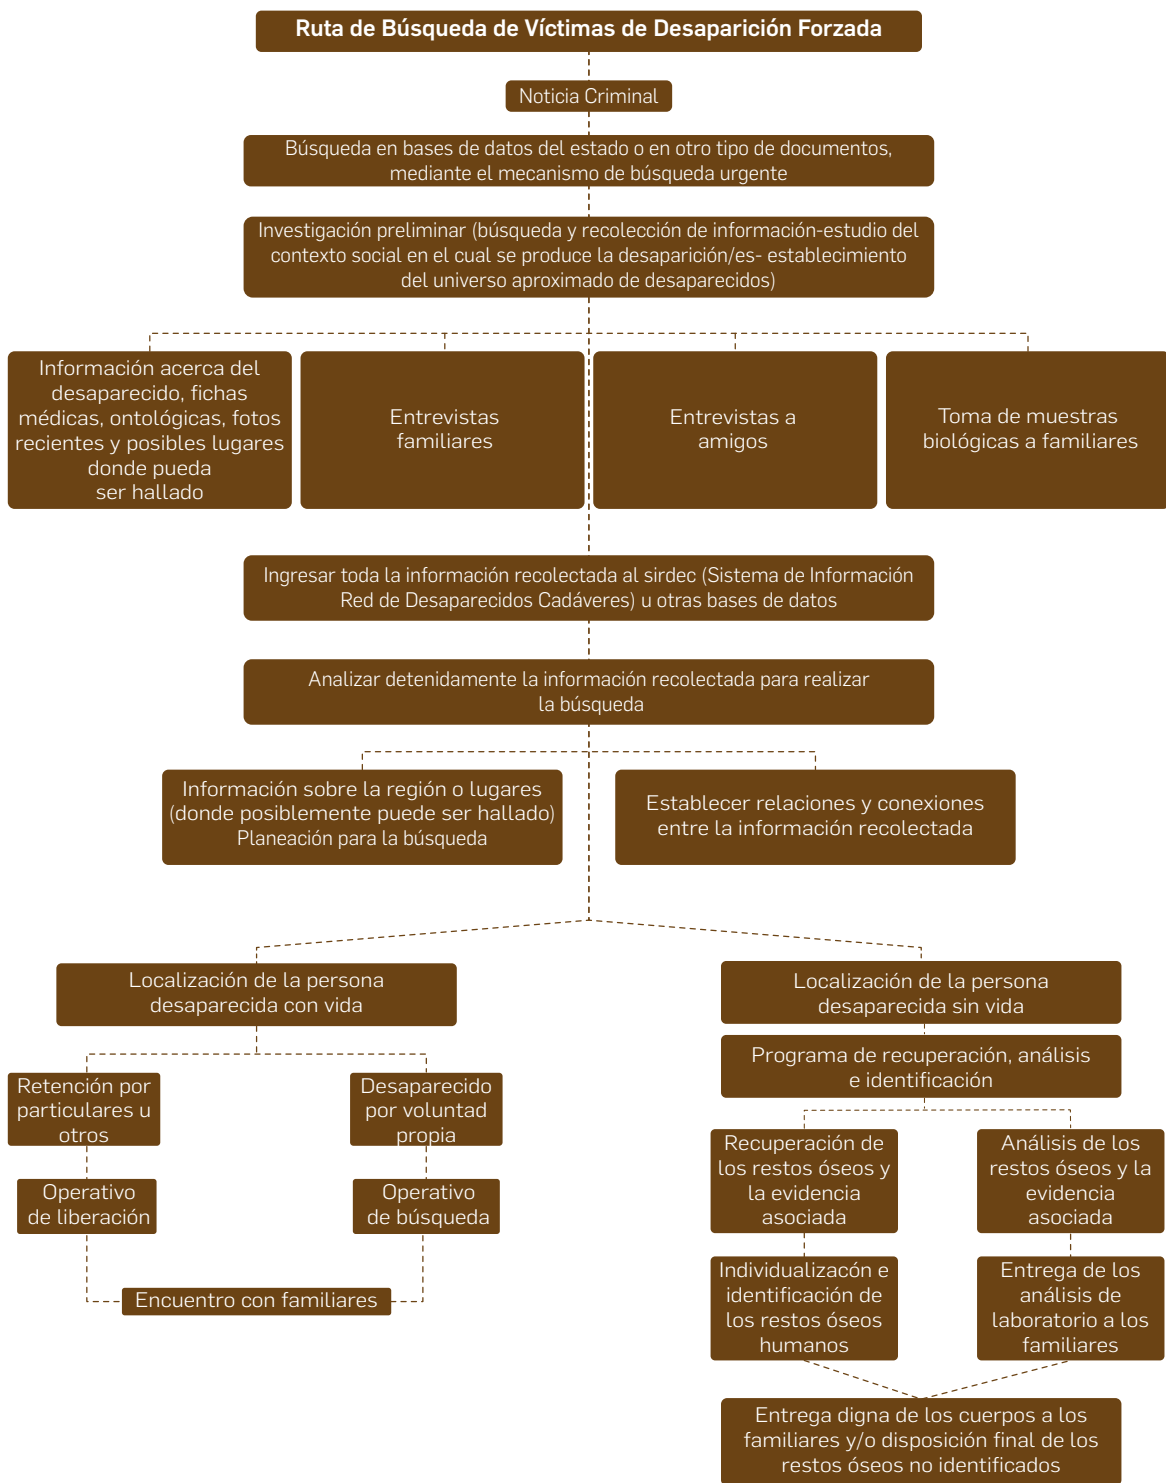 Ruta de Búsqueda de Víctimas de Desaparición Forzada
Noticia Criminal
Búsqueda en bases de datos del estado o en otro tipo de documentos,
mediante el mecanismo de búsqueda urgente
Investigación preliminar (búsqueda y recolección de información-estudio del
contexto social en el cual se produce la desaparición/es- establecimiento
del universo aproximado de desaparecidos)
Información acerca del
desaparecido, fichas
médicas, ontológicas, fotos
recientes y posibles lugares
donde pueda
ser hallado
Entrevistas
familiares
Entrevistas a
amigos
Toma de muestras
biológicas a familiares
Ingresar toda la información recolectada al sirdec (Sistema de Información
Red de Desaparecidos Cadáveres) u otras bases de datos
Analizar detenidamente la información recolectada para realizar
la búsqueda
Información sobre la región o lugares
(donde posiblemente puede ser hallado)
Planeación para la búsqueda
Establecer relaciones y conexiones
entre la información recolectada
Localización de la persona
desaparecida con vida
Retención por
particulares u
otros
Desaparecido
por voluntad
propia
Operativo
de liberación
Operativo
de búsqueda
Encuentro con familiares
Localización de la persona
desaparecida sin vida
Programa de recuperación, análisis
e identificación
Recuperación de
los restos óseos y
la evidencia
asociada
Análisis de los
restos óseos y la
evidencia
asociada
Individualizacón e
identificación de
los restos óseos
humanos
Entrega de los
análisis de
laboratorio a los
familiares
Entrega digna de los cuerpos a los
familiares y/o disposición final de los
restos óseos no identificados